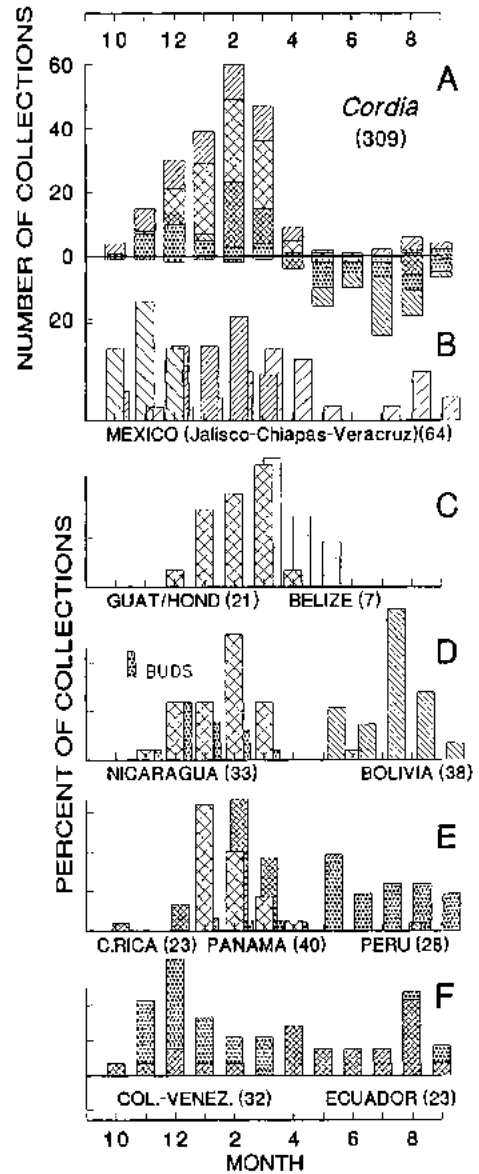 10 12 2 4 6 8
NUMBER OF COLLECTIONS
60
40
20
0
20
A
Cordia
(309)
B
MEXICO (Jalisco-Chiapas-Veracruz)(64)
PERCENT OF COLLECTIONS
C
GUAT/HOND (21) BELIZE (7)
D
BUDS
NICARAGUA (33) BOLIVIA (38)
E
C.RICA (23) PANAMA (40) PERU (28)
F
COL.-VENEZ. (32) ECUADOR (23)
10 12 2 4 6 8
MONTH